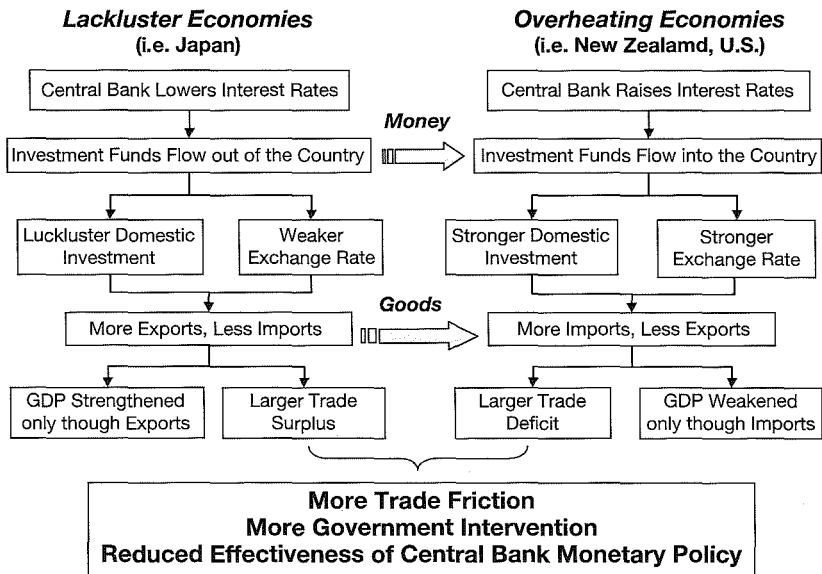 Lackluster Economies
(i.e. Japan)
Central Bank Lowers Interest Rates
Investment Funds Flow out of the Country
Luckluster Domestic
Investment
Weaker
Exchange Rate
More Exports, Less Imports
GDP Strengthened
only though Exports
Larger Trade
Surplus
Money
Goods
Overheating Economies
(i.e. New Zealamd, U.S.)
Central Bank Raises Interest Rates
Investment Funds Flow into the Country
Stronger Domestic
Investment
Stronger
Exchange Rate
More Imports, Less Exports
Larger Trade
Deficit
GDP Weakened
only though Imports
More Trade Friction
More Government Intervention
Reduced Effectiveness of Central Bank Monetary Policy